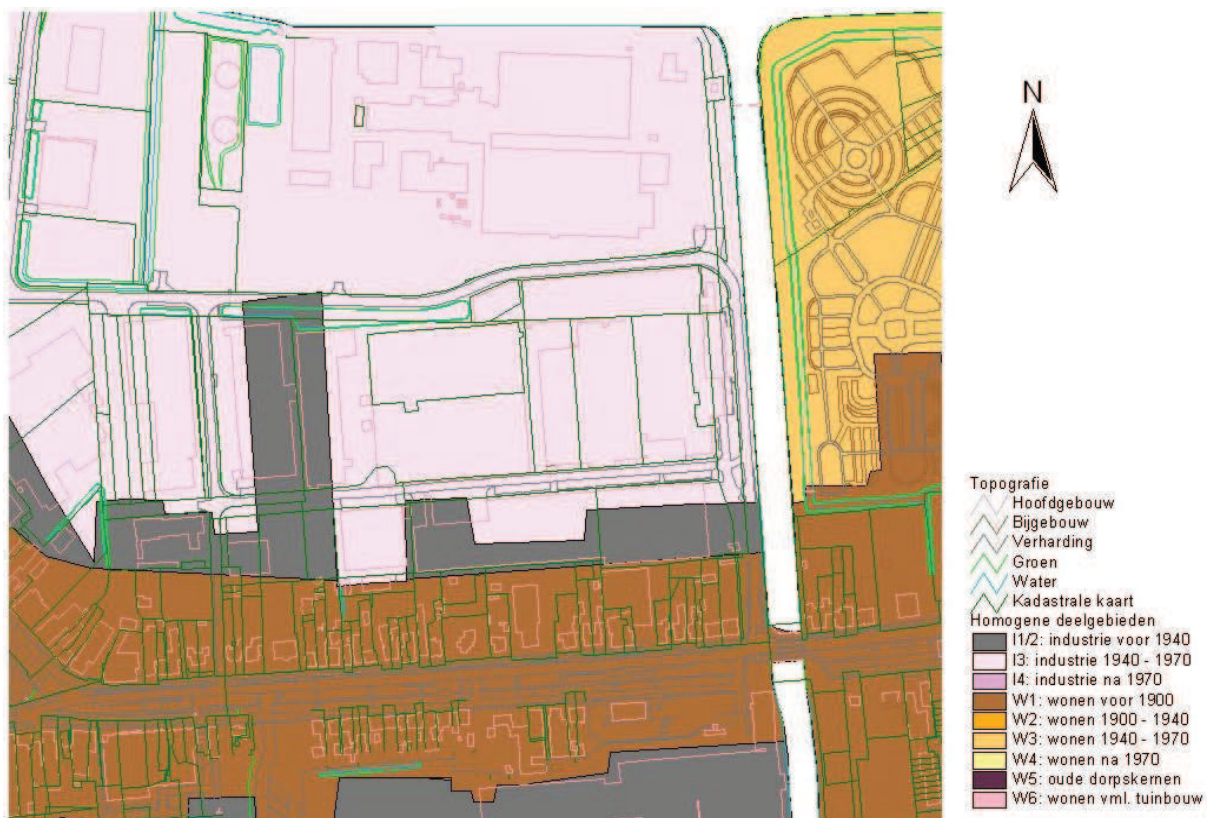 N
Topografie
Hoofdgebouw
Bijgebouw
Verharding
Groen
Water
Kadastrale kaart
Homogene deelgebieden
I1/2: industrie voor 1940
I3: industrie 1940 - 1970
I4: industrie na 1970
W1: wonen voor 1900
W2: wonen 1900 - 1940
W3: wonen 1940 - 1970
W4: wonen na 1970
W5: oude dorpskernen
W6: wonen vml. tuinbouw